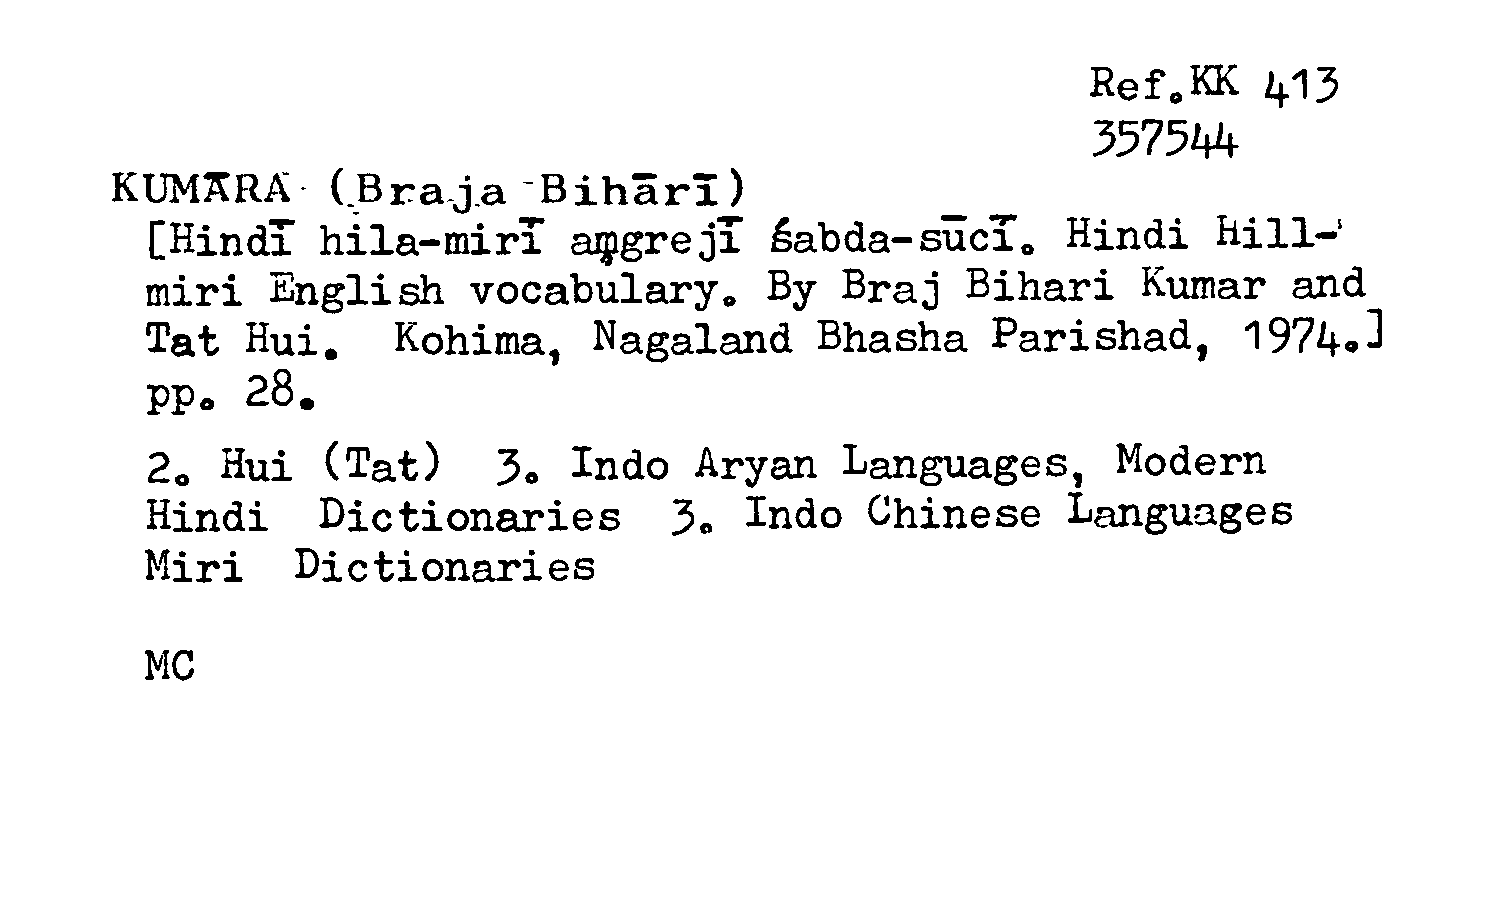 Ref.KK 413
357544
KUMĀRA (Braja Bihārī)
[Hindī hila-mirī aṃgrejī śabda-sūcī. Hindi Hill-
miri English vocabulary. By Braj Bihari Kumar and
Tat Hui. Kohima, Nagaland Bhasha Parishad, 1974.]
pp. 28.
2. Hui (Tat) 3. Indo Aryan Languages, Modern
Hindi Dictionaries 3. Indo Chinese Languages
Miri Dictionaries
MC